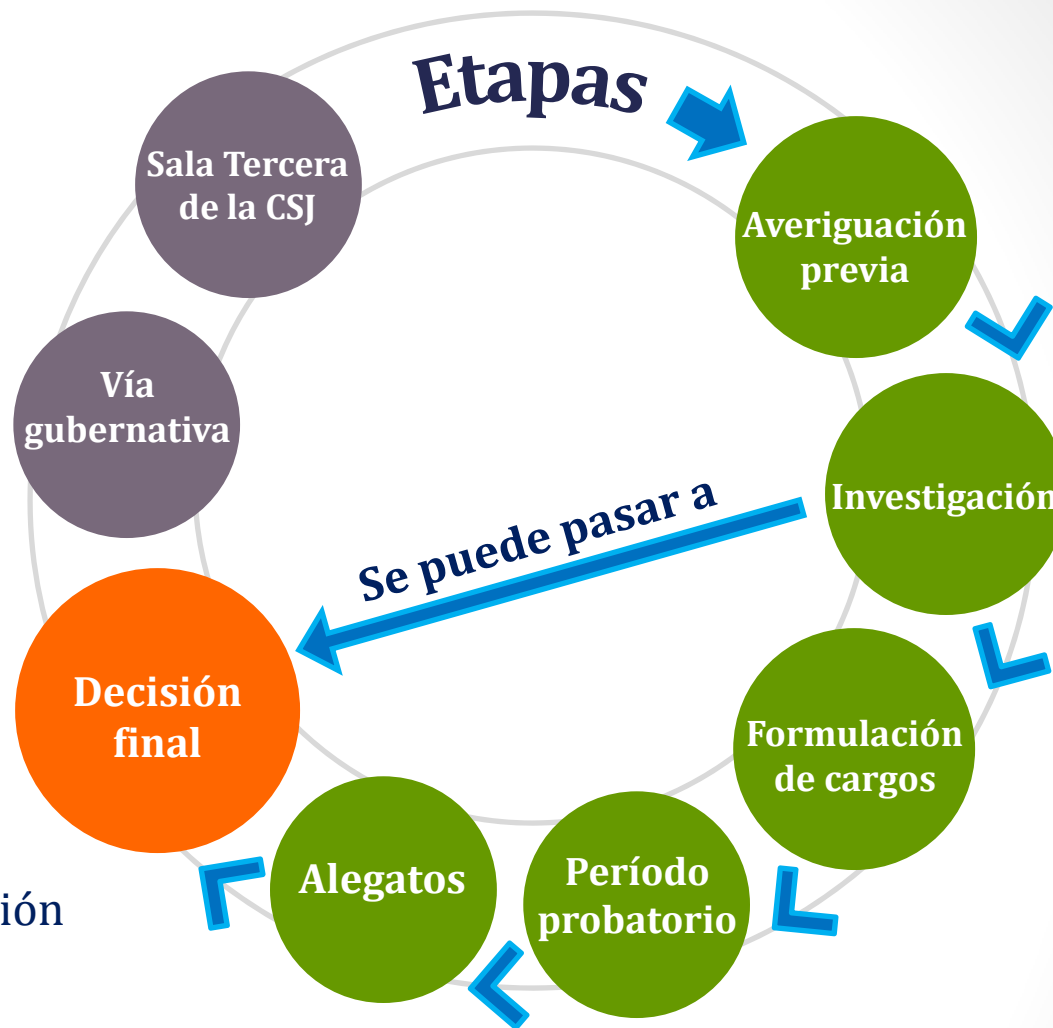 Etapas
Averiguación
previa
Investigación
Formulación
de cargos
Período
probatorio
Alegatos
Decisión
final
Vía
gubernativa
Sala Tercera
de la CSJ
Se puede pasar a
ión